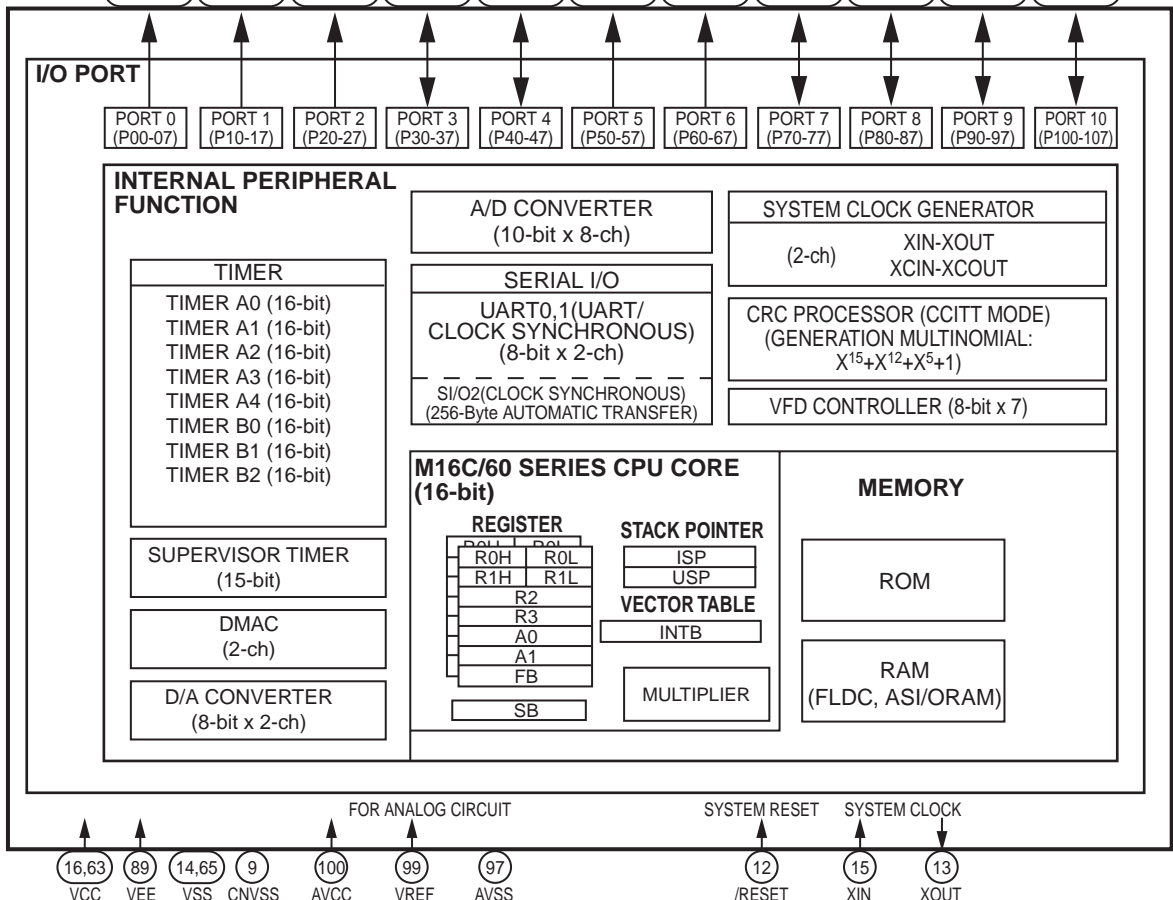 I/O PORT
PORT 0 PORT 1 PORT 2 PORT 3 PORT 4 PORT 5 PORT 6 PORT 7 PORT 8 PORT 9 PORT 10
(P00-07) (P10-17) (P20-27) (P30-37) (P40-47) (P50-57) (P60-67) (P70-77) (P80-87) (P90-97) (P100-107)
INTERNAL PERIPHERAL
FUNCTION
TIMER
TIMER A0 (16-bit)
TIMER A1 (16-bit)
TIMER A2 (16-bit)
TIMER A3 (16-bit)
TIMER A4 (16-bit)
TIMER B0 (16-bit)
TIMER B1 (16-bit)
TIMER B2 (16-bit)
SUPERVISOR TIMER
(15-bit)
DMAC
(2-ch)
D/A CONVERTER
(8-bit x 2-ch)
A/D CONVERTER
(10-bit x 8-ch)
SERIAL I/O
UART0,1(UART/
CLOCK SYNCHRONOUS)
(8-bit x 2-ch)
SI/O2(CLOCK SYNCHRONOUS)
(256-Byte AUTOMATIC TRANSFER)
SYSTEM CLOCK GENERATOR
(2-ch) XIN-XOUT
XCIN-XCOUT
CRC PROCESSOR (CCITT MODE)
(GENERATION MULTINOMIAL:
X¹⁵+X¹²+X⁵+1)
VFD CONTROLLER (8-bit x 7)
M16C/60 SERIES CPU CORE
(16-bit)
REGISTER
R0H R0L
R0H R0L
R1H R1L
R2
R3
A0
A1
FB
SB
STACK POINTER
ISP
USP
VECTOR TABLE
INTB
MULTIPLIER
MEMORY
ROM
RAM
(FLDC, ASI/ORAM)
FOR ANALOG CIRCUIT SYSTEM RESET SYSTEM CLOCK
16,63 89 14,65 9 100 99 97 12 15 13
VCC VEE VSS CNVSS AVCC VREF AVSS /RESET XIN XOUT